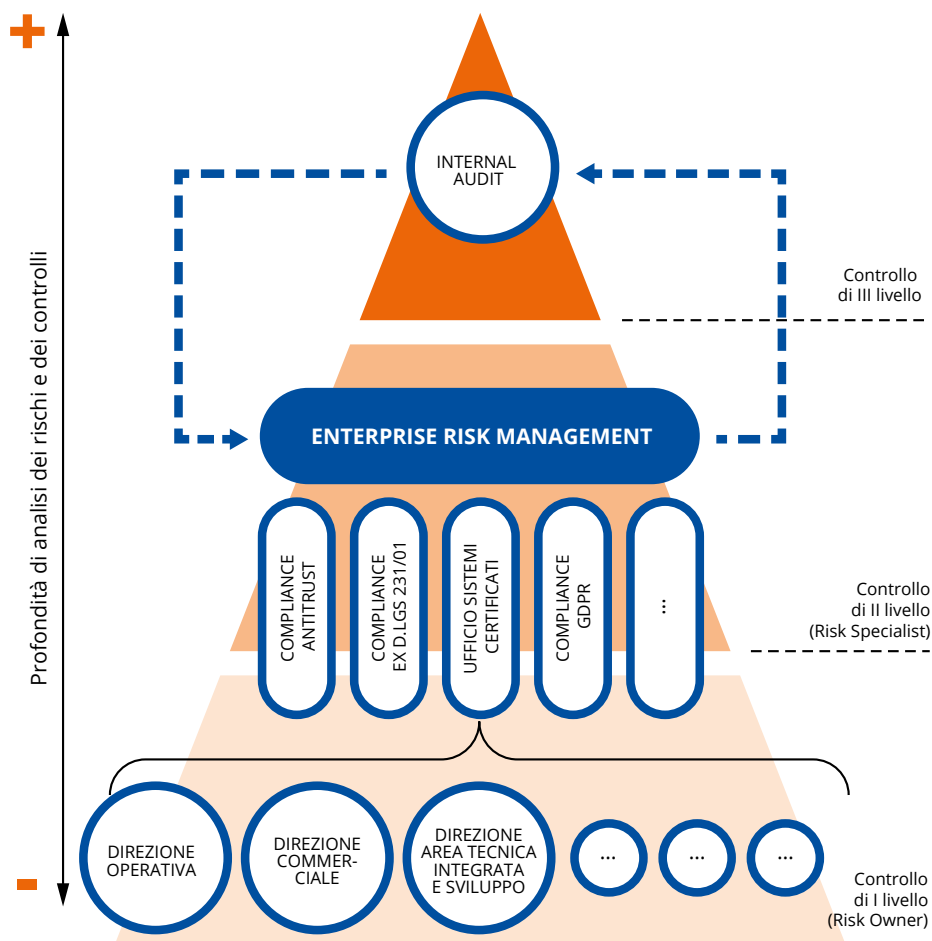 INTERNAL
AUDIT
Controllo
di III livello
Profondità di analisi dei rischi e dei controlli
ENTERPRISE RISK MANAGEMENT
COMPLIANCE
ANTITRUST
COMPLIANCE
EX D.LGS 231/01
UFFICIO SISTEMI
CERTIFICATI
COMPLIANCE
GDPR
...
Controllo
di II livello
(Risk Specialist)
DIREZIONE
OPERATIVA
DIREZIONE
COMMER-
CIALE
DIREZIONE
AREA TECNICA
INTEGRATA
E SVILUPPO
...
...
...
Controllo
di I livello
(Risk Owner)